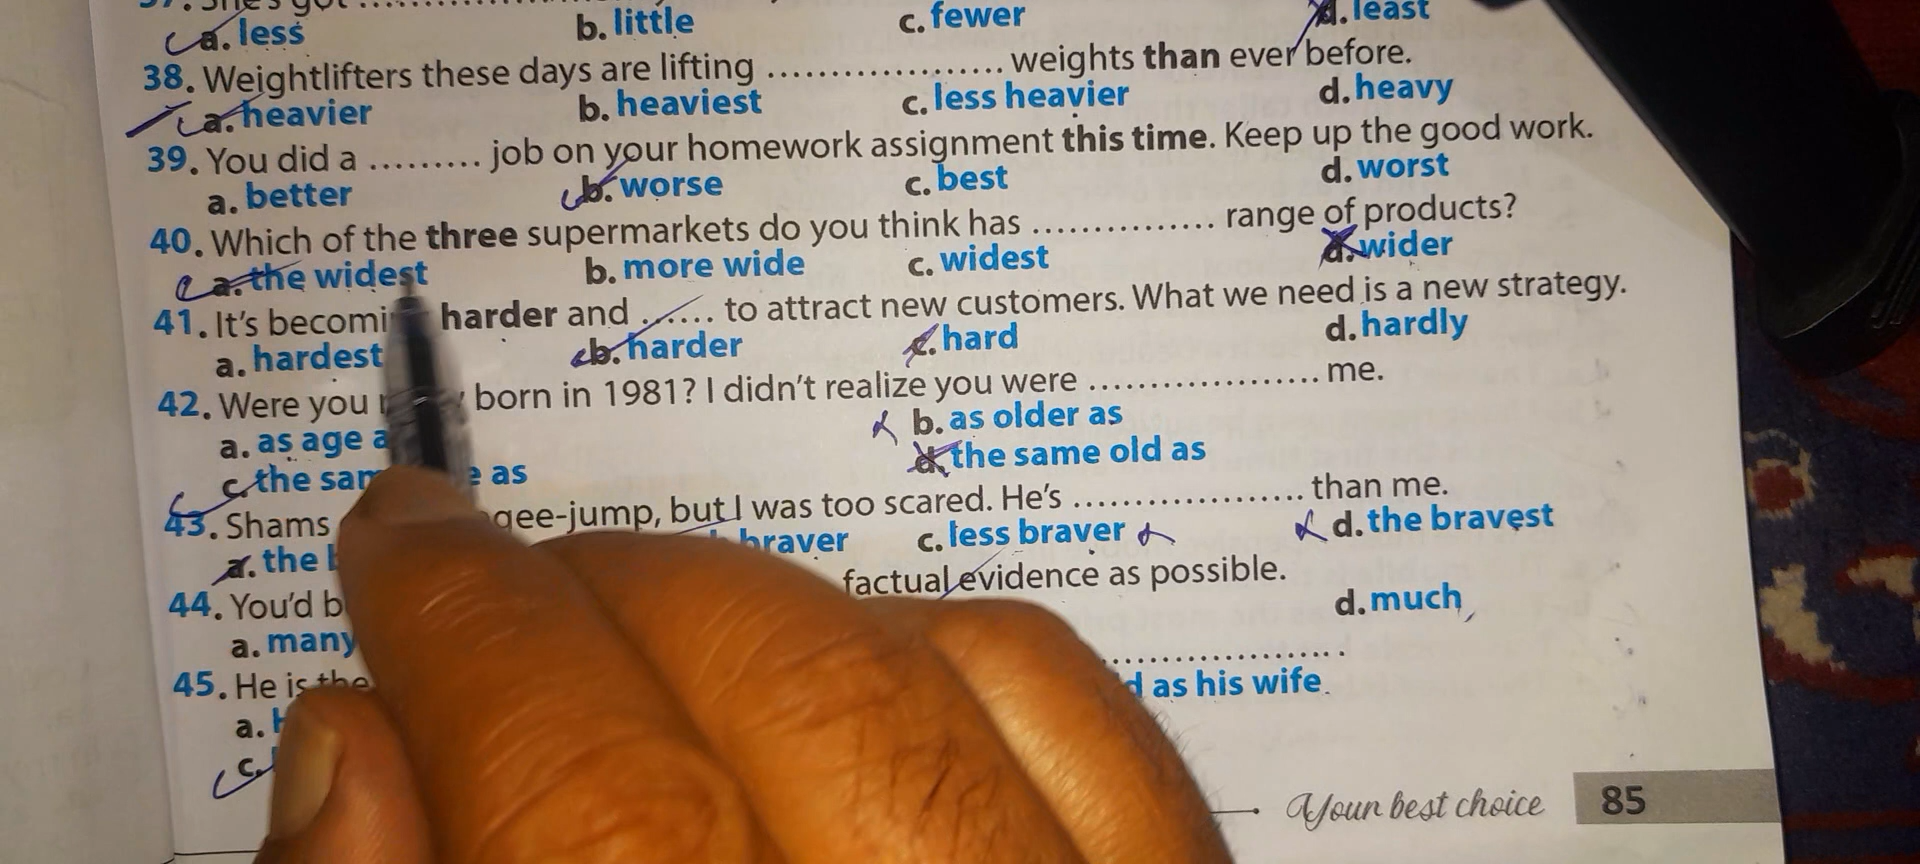 a. less b. little c. fewer d. least
38. Weightlifters these days are lifting .................... weights than ever before.
a. heavier b. heaviest c. less heavier d. heavy
39. You did a ......... job on your homework assignment this time. Keep up the good work.
a. better b. worse c. best d. worst
40. Which of the three supermarkets do you think has ............... range of products?
a. the widest b. more wide c. widest d. wider
41. It's harder and ....... to attract new customers. What we need is a new strategy.
a. hardest b. harder c. hard d. hardly
42. Were you born in 1981? I didn't realize you were .................... me.
a. as age b. as older as
c. the as d. the same old as
43. Shams but I was too scared. He's .................... than me.
a. the braver c. less braver d. the bravest
44. You'd factual evidence as possible.
a. many d. much
45. He is the ....................
a. as his wife.
c.
Your best choice 85